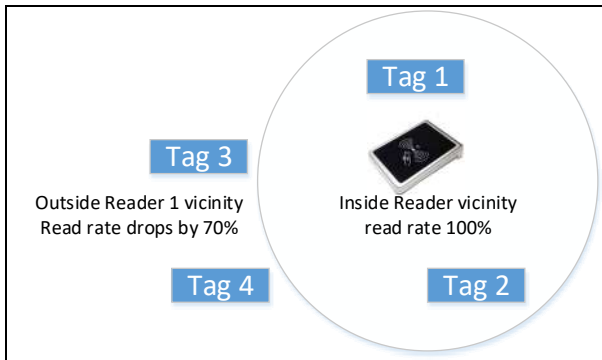 Tag 1
Tag 3
Outside Reader 1 vicinity
Read rate drops by 70%
Inside Reader vicinity
read rate 100%
Tag 4
Tag 2